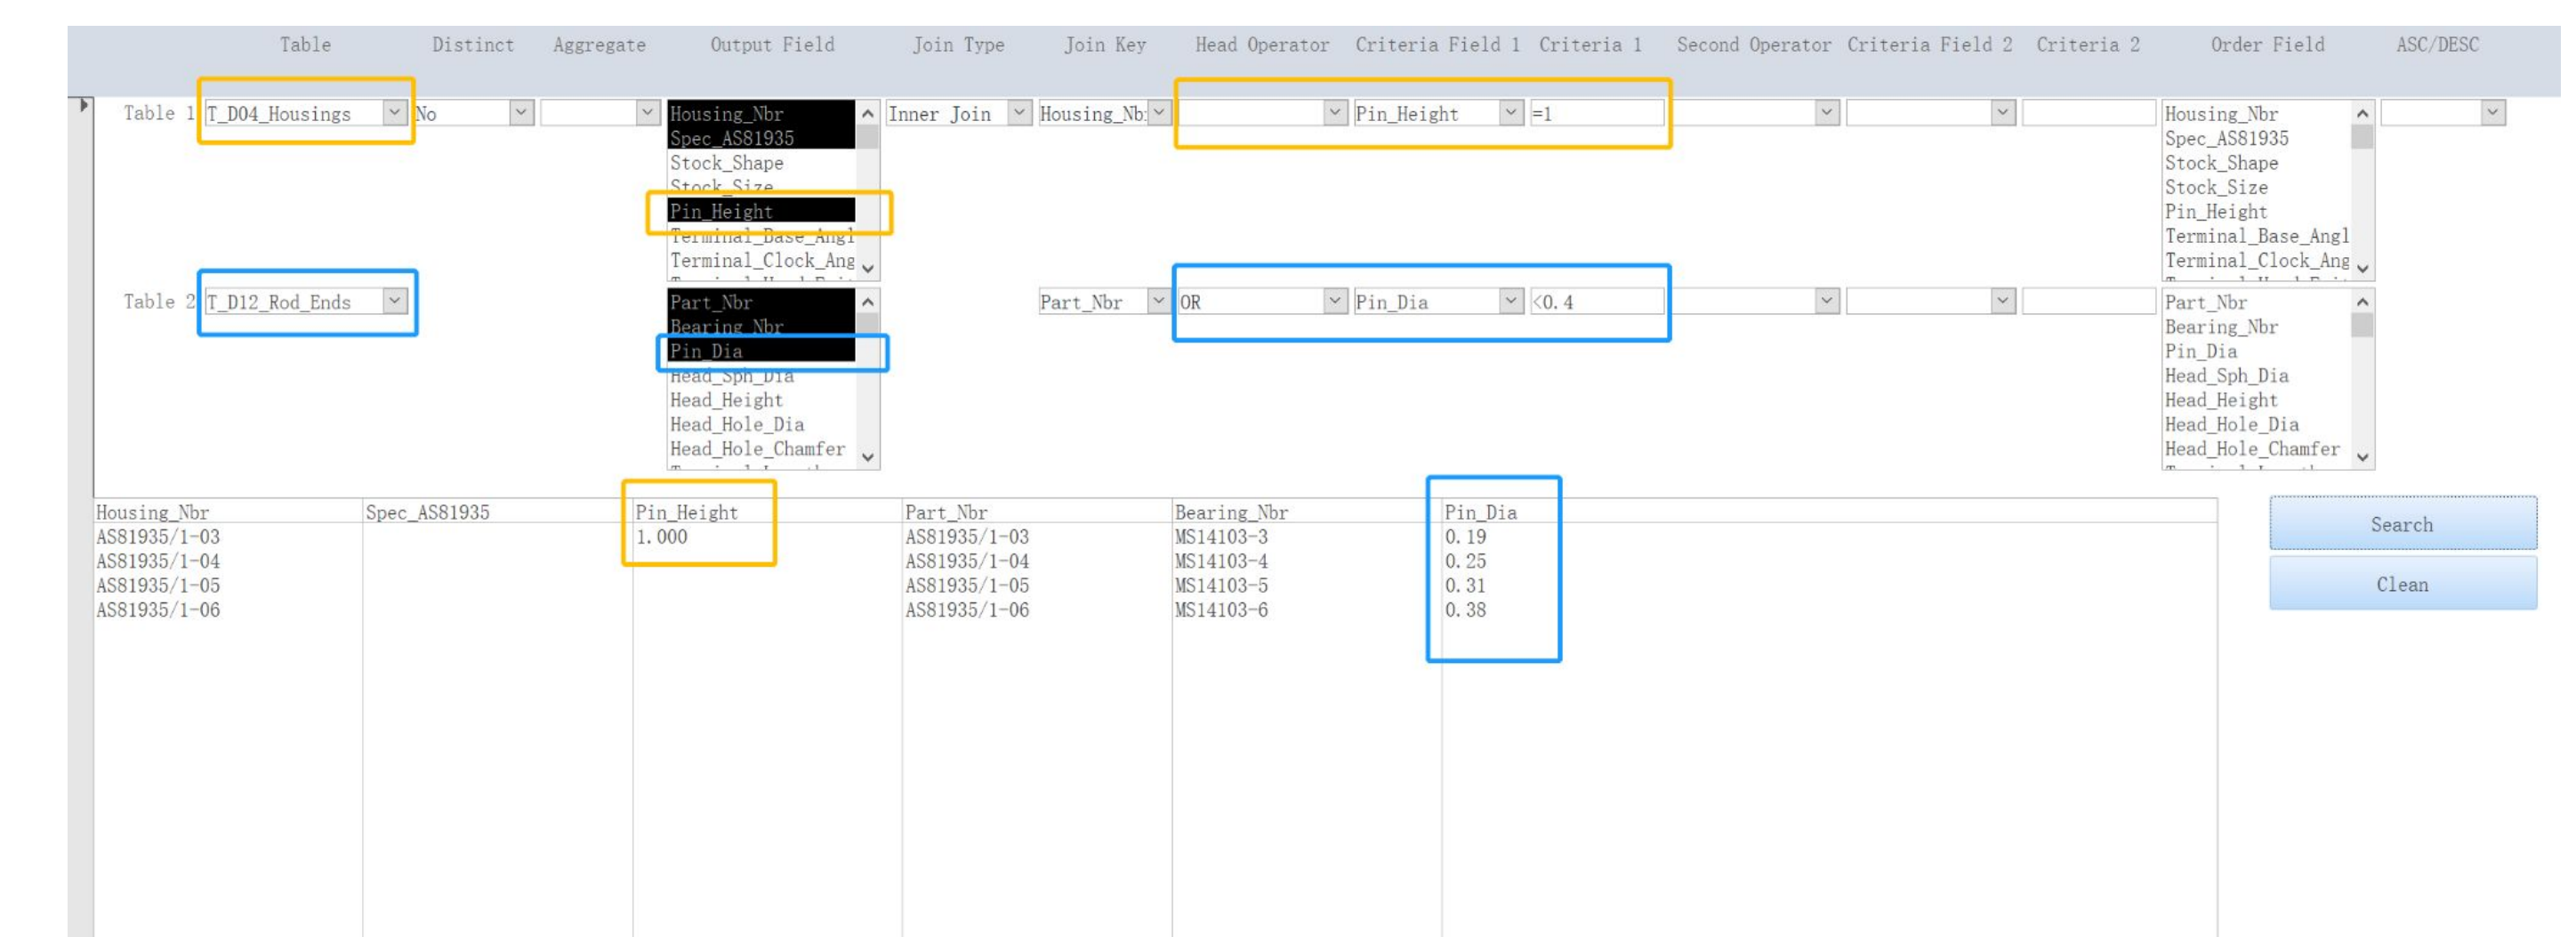 Table Distinct Aggregate Output Field Join Type Join Key Head Operator Criteria Field 1 Criteria 1 Second Operator Criteria Field 2 Criteria 2 Order Field ASC/DESC
Table 1 T_D04_Housings No Housing_Nbr Inner Join Housing_Nb Pin_Height =1 Housing_Nbr
Spec_AS81935 Spec_AS81935
Stock_Shape Stock_Shape
Stock_Size Stock_Size
Pin_Height Pin_Height
Terminal_Base_Angl Terminal_Base_Angl
Terminal_Clock_Ang Terminal_Clock_Ang
Table 2 T_D12_Rod_Ends Part_Nbr Part_Nbr OR Pin_Dia <0.4 Part_Nbr
Bearing_Nbr Bearing_Nbr
Pin_Dia Pin_Dia
Head_Sph_Dia Head_Sph_Dia
Head_Height Head_Height
Head_Hole_Dia Head_Hole_Dia
Head_Hole_Chamfer Head_Hole_Chamfer
Housing_Nbr Spec_AS81935 Pin_Height Part_Nbr Bearing_Nbr Pin_Dia
AS81935/1-03 1.000 AS81935/1-03 MS14103-3 0.19
AS81935/1-04 AS81935/1-04 MS14103-4 0.25
AS81935/1-05 AS81935/1-05 MS14103-5 0.31
AS81935/1-06 AS81935/1-06 MS14103-6 0.38
Search
Clean